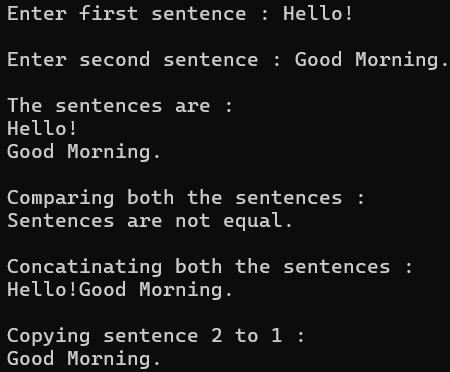 Enter first sentence : Hello!
Enter second sentence : Good Morning.
The sentences are :
Hello!
Good Morning.
Comparing both the sentences :
Sentences are not equal.
Concatinating both the sentences :
Hello!Good Morning.
Copying sentence 2 to 1 :
Good Morning.